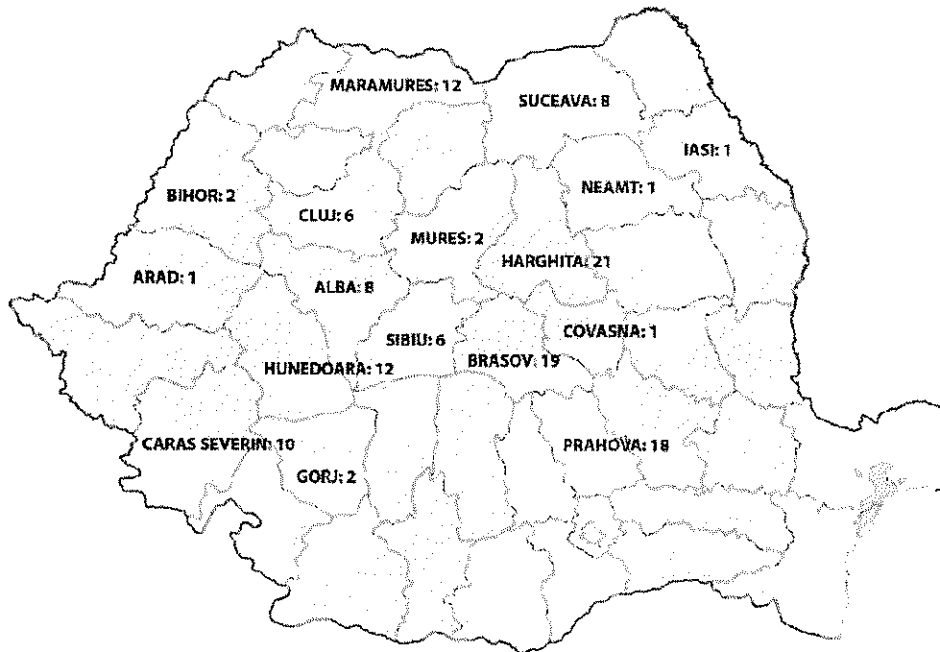 MARAMURES: 12
SUCEAVA: 8
IASI: 1
BIHOR: 2
CLUJ: 6
NEAMT: 1
MURES: 2
HARGHITA: 21
ARAD: 1
ALBA: 8
SIBIU: 6
COVASNA: 1
HUNEDOARA: 12
BRASOV: 19
CARAS SEVERIN: 10
PRAHOVA: 18
GORJ: 2